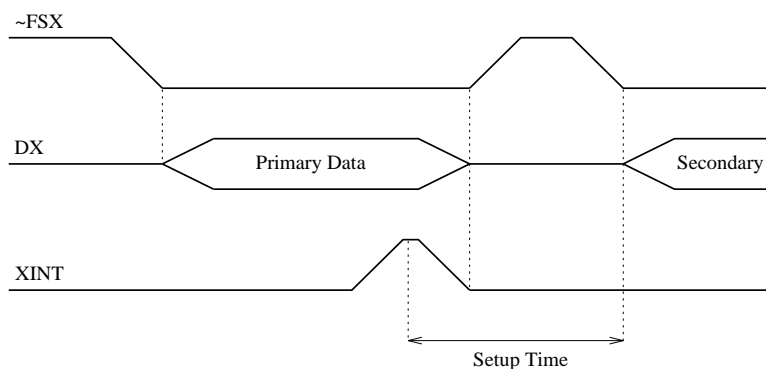 ~FSX
DX
Primary Data
Secondary
XINT
Setup Time